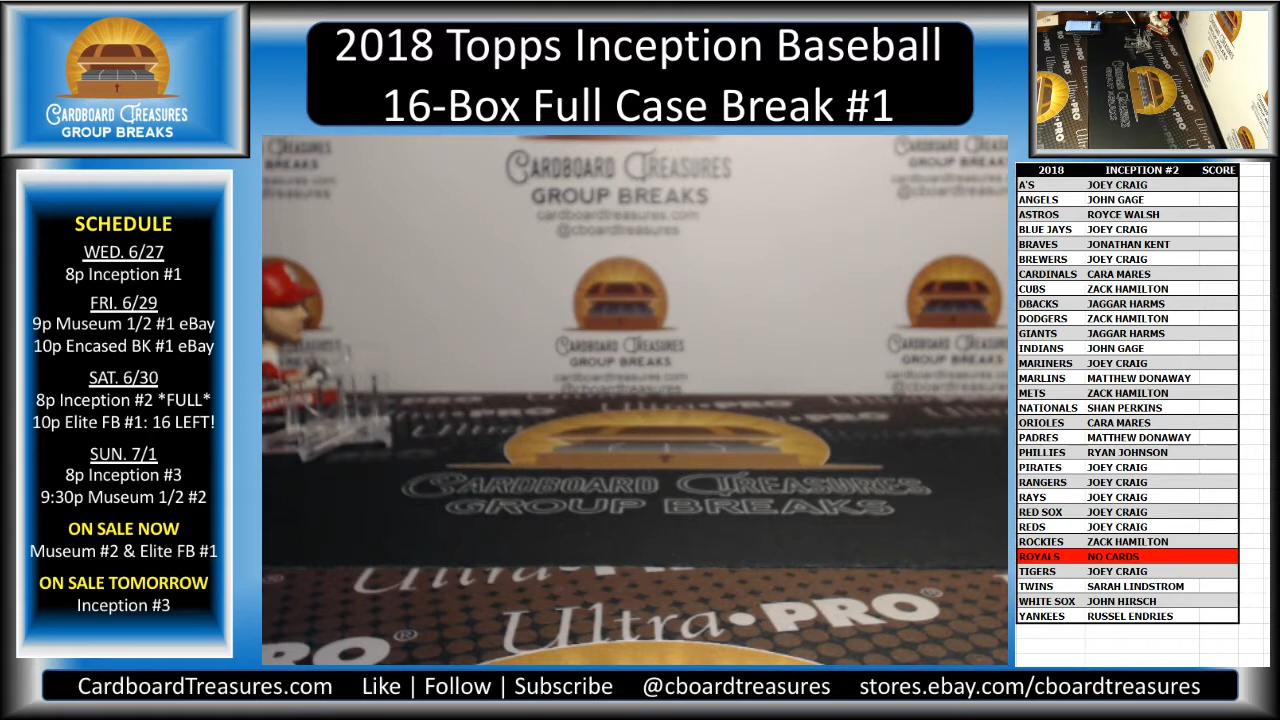 CARDBOARD TREASURES
GROUP BREAKS
2018 Topps Inception Baseball
16-Box Full Case Break #1
SCHEDULE
WED. 6/27
8p Inception #1
FRI. 6/29
9p Museum 1/2 #1 eBay
10p Encased BK #1 eBay
SAT. 6/30
8p Inception #2 *FULL*
10p Elite FB #1: 16 LEFT!
SUN. 7/1
8p Inception #3
9:30p Museum 1/2 #2
ON SALE NOW
Museum #2 & Elite FB #1
ON SALE TOMORROW
Inception #3
CARDBOARD TREASURES
GROUP BREAKS
cardboardtreasures.com
@cboardtreasures
CARDBOARD TREASURES
GROUP BREAKS
cardboardtreasures.com
@cboardtreasures
CARDBOARD TREASURES
GROUP BREAKS
Ultra
Ultra•PRO®
RO®
2018 INCEPTION #2 SCORE
A'S JOEY CRAIG
ANGELS JOHN GAGE
ASTROS ROYCE WALSH
BLUE JAYS JOEY CRAIG
BRAVES JONATHAN KENT
BREWERS JOEY CRAIG
CARDINALS CARA MARES
CUBS ZACK HAMILTON
DBACKS JAGGAR HARMS
DODGERS ZACK HAMILTON
GIANTS JAGGAR HARMS
INDIANS JOHN GAGE
MARINERS JOEY CRAIG
MARLINS MATTHEW DONAWAY
METS ZACK HAMILTON
NATIONALS SHAN PERKINS
ORIOLES CARA MARES
PADRES MATTHEW DONAWAY
PHILLIES RYAN JOHNSON
PIRATES JOEY CRAIG
RANGERS JOEY CRAIG
RAYS JOEY CRAIG
RED SOX JOEY CRAIG
REDS JOEY CRAIG
ROCKIES ZACK HAMILTON
ROYALS NO CARDS
TIGERS JOEY CRAIG
TWINS SARAH LINDSTROM
WHITE SOX JOHN HIRSCH
YANKEES RUSSEL ENDRIES
CardboardTreasures.com Like | Follow | Subscribe @cboardtreasures stores.ebay.com/cboardtreasures